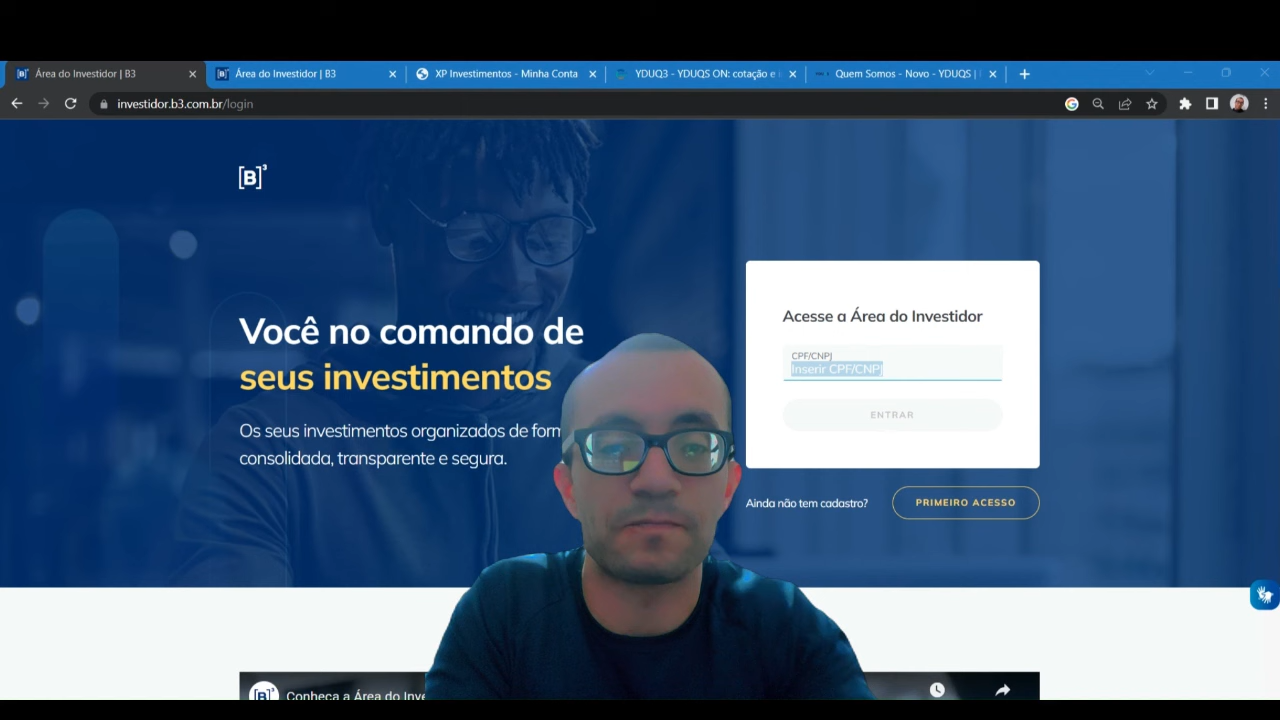 Área do Investidor | B3
Área do Investidor | B3
XP Investimentos - Minha Conta
YDUQ3 - YDUQS ON: cotação e
Quem Somos - Novo - YDUQS |
investidor.b3.com.br/login
[B]³
Você no comando de
seus investimentos
Os seus investimentos organizados de forn
consolidada, transparente e segura.
Acesse a Área do Investidor
CPF/CNPJ
Inserir CPF/CNPJ
ENTRAR
Ainda não tem cadastro?
PRIMEIRO ACESSO
[B]³
Conheça a Área do Inve